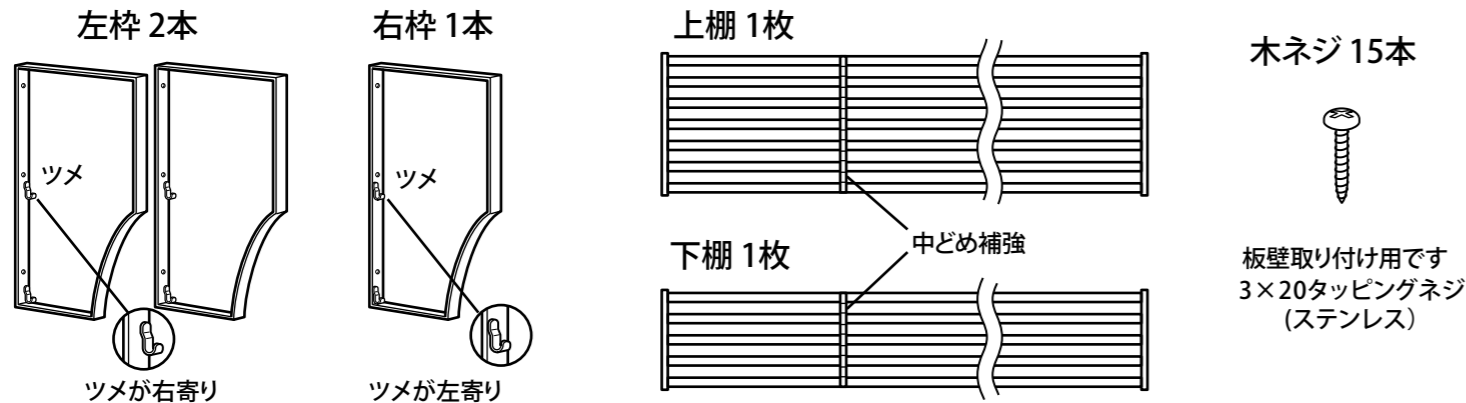 左枠 2本
ツメ
ツメが右寄り
右枠 1本
ツメ
ツメが左寄り
上棚 1枚
中どめ補強
下棚 1枚
木ネジ 15本
板壁取り付け用です
3×20タッピングネジ
(ステンレス)